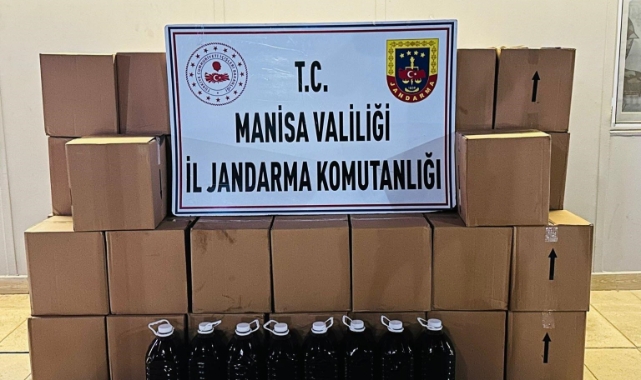 T.C.
MANİSA VALİLİĞİ
İL JANDARMA KOMUTANLIĞI
JANDARMA